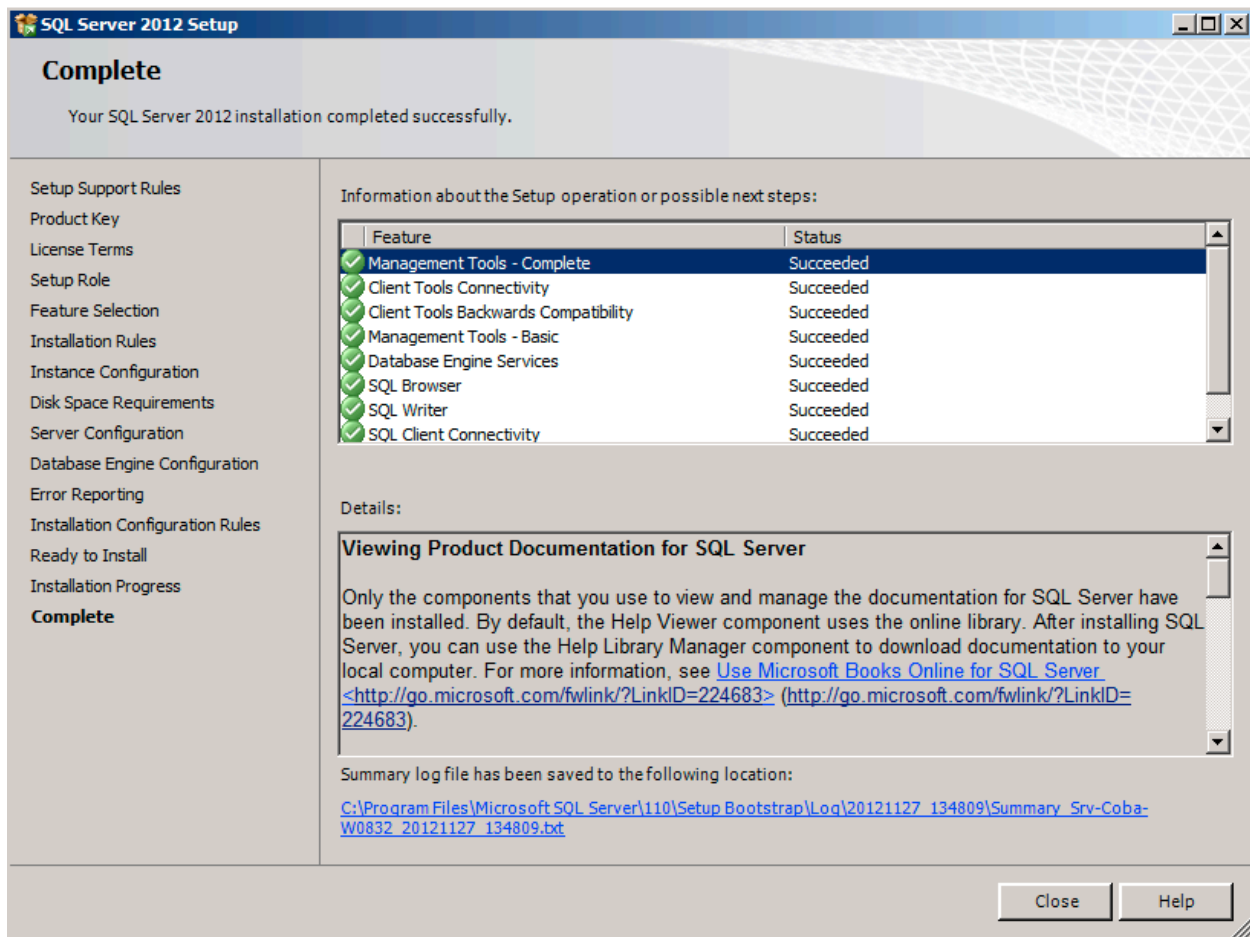 SQL Server 2012 Setup
Complete
Your SQL Server 2012 installation completed successfully.
Setup Support Rules
Product Key
License Terms
Setup Role
Feature Selection
Installation Rules
Instance Configuration
Disk Space Requirements
Server Configuration
Database Engine Configuration
Error Reporting
Installation Configuration Rules
Ready to Install
Installation Progress
Complete
Information about the Setup operation or possible next steps:
Feature Status
Management Tools - Complete Succeeded
Client Tools Connectivity Succeeded
Client Tools Backwards Compatibility Succeeded
Management Tools - Basic Succeeded
Database Engine Services Succeeded
SQL Browser Succeeded
SQL Writer Succeeded
SQL Client Connectivity Succeeded
Details:
Viewing Product Documentation for SQL Server
Only the components that you use to view and manage the documentation for SQL Server have
been installed. By default, the Help Viewer component uses the online library. After installing SQL
Server, you can use the Help Library Manager component to download documentation to your
local computer. For more information, see Use Microsoft Books Online for SQL Server
<http://go.microsoft.com/fwlink/?LinkID=224683> (http://go.microsoft.com/fwlink/?LinkID=
224683).
Summary log file has been saved to the following location:
C:\Program Files\Microsoft SQL Server\110\Setup Bootstrap\Log\20121127_134809\Summary_Srv-Coba-
W0832_20121127_134809.txt
Close Help